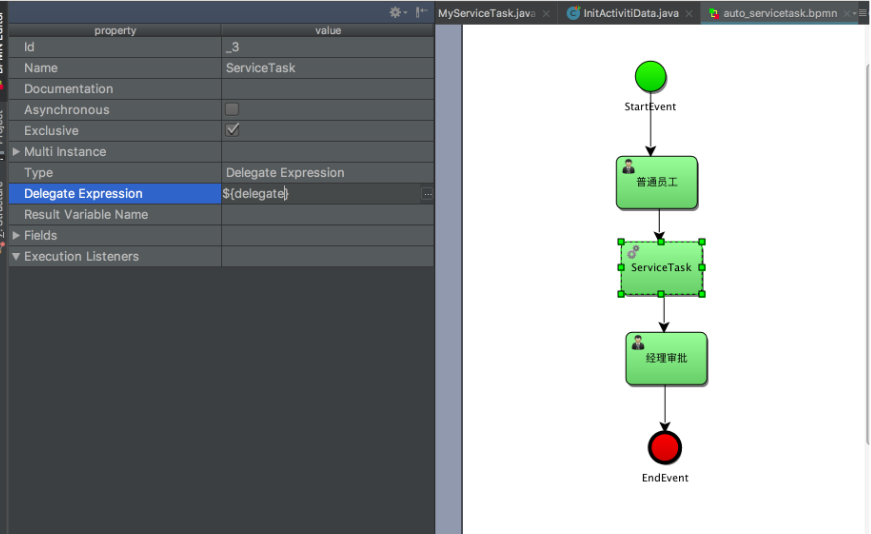 MyServiceTask.java
InitActivitiData.java
auto_servicetask.bpmn
property value
Id _3
Name ServiceTask
Documentation
Asynchronous
Exclusive
Multi Instance
Type Delegate Expression
Delegate Expression ${delegate}
Result Variable Name
Fields
Execution Listeners
StartEvent
普通员工
ServiceTask
经理审批
EndEvent